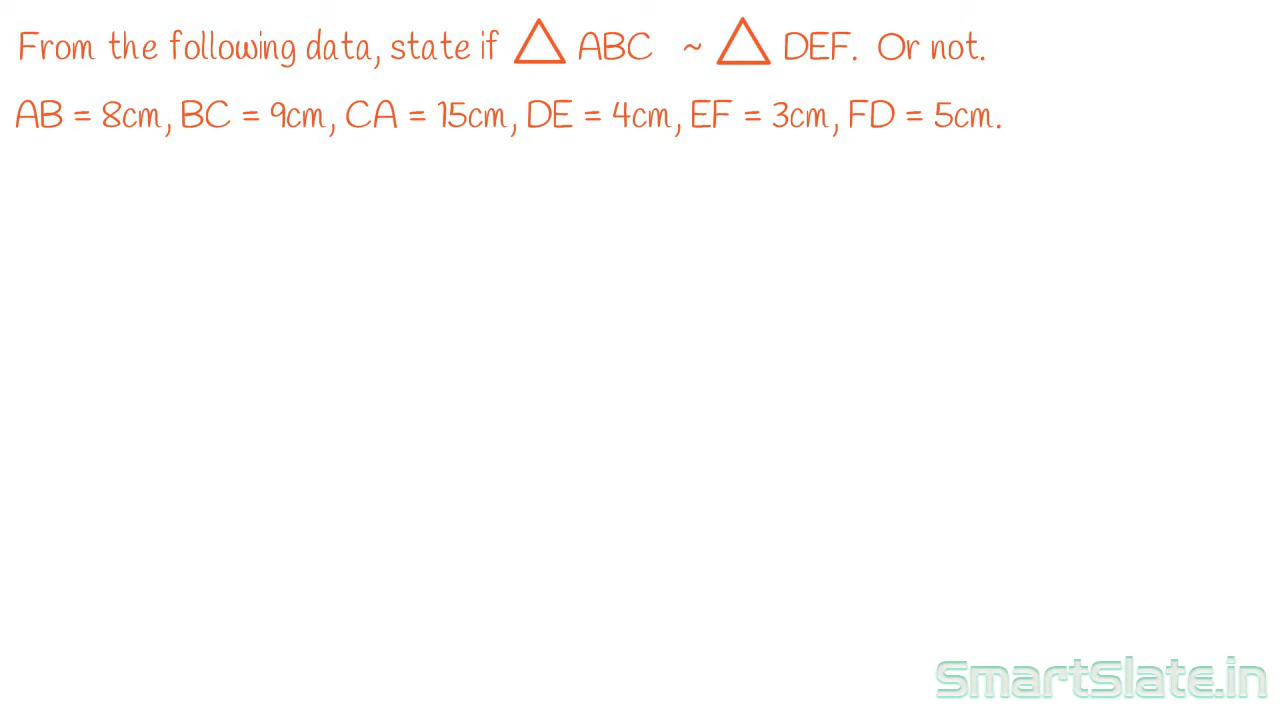 From the following data, state if △ ABC ~ △ DEF. Or not.
AB = 8cm, BC = 9cm, CA = 15cm, DE = 4cm, EF = 3cm, FD = 5cm.
SmartSlate.in